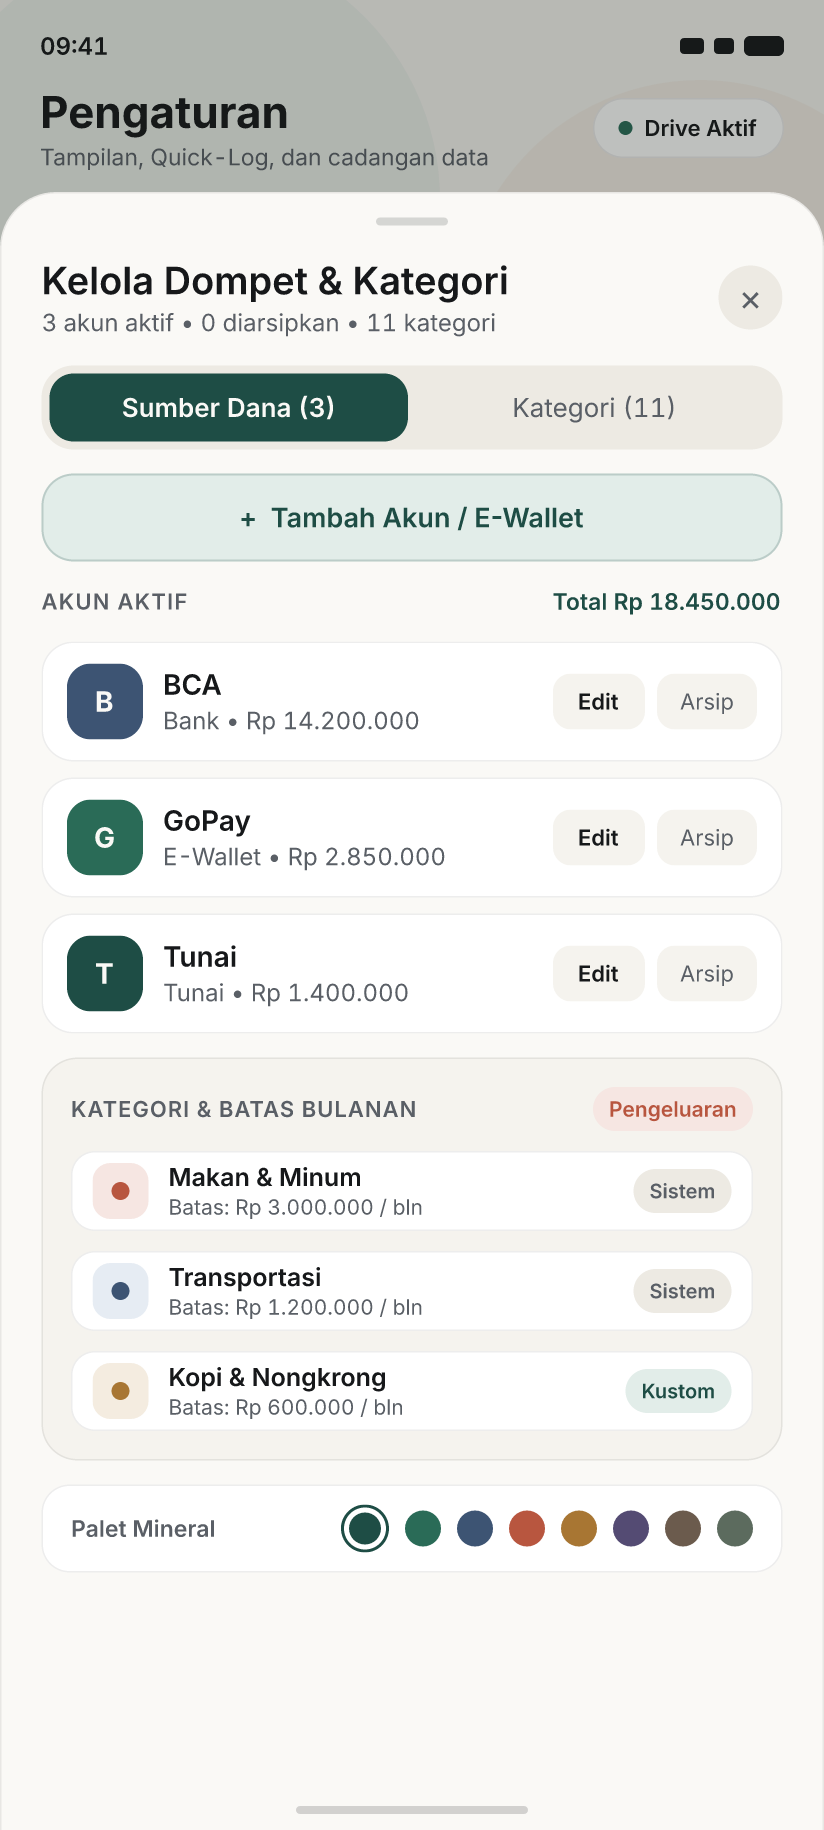 09:41
Pengaturan
Tampilan, Quick-Log, dan cadangan data
Drive Aktif
Kelola Dompet & Kategori
3 akun aktif • 0 diarsipkan • 11 kategori
×
Sumber Dana (3)
Kategori (11)
+ Tambah Akun / E-Wallet
AKUN AKTIF
Total Rp 18.450.000
B
BCA
Bank • Rp 14.200.000
Edit
Arsip
G
GoPay
E-Wallet • Rp 2.850.000
Edit
Arsip
T
Tunai
Tunai • Rp 1.400.000
Edit
Arsip
KATEGORI & BATAS BULANAN
Pengeluaran
Makan & Minum
Batas: Rp 3.000.000 / bln
Sistem
Transportasi
Batas: Rp 1.200.000 / bln
Sistem
Kopi & Nongkrong
Batas: Rp 600.000 / bln
Kustom
Palet Mineral